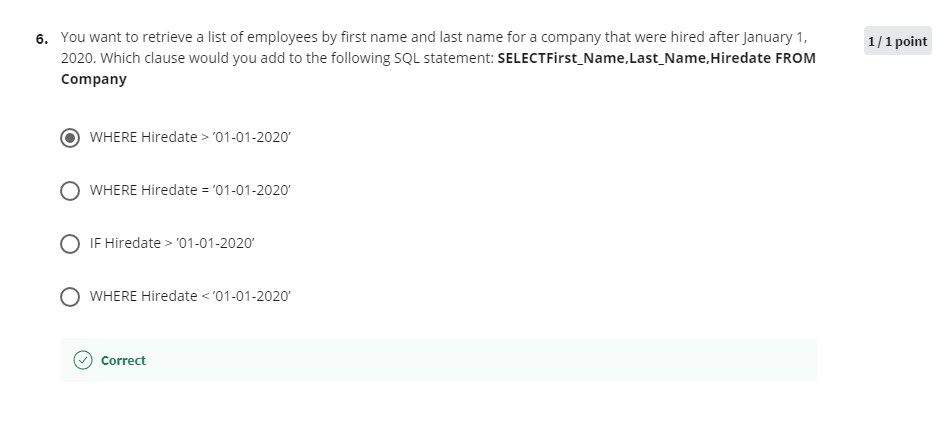 6. You want to retrieve a list of employees by first name and last name for a company that were hired after January 1,
1 / 1 point
2020. Which clause would you add to the following SQL statement: SELECTFirst_Name,Last_Name,Hiredate FROM
Company
WHERE Hiredate > ’01-01-2020’
WHERE Hiredate = ’01-01-2020’
IF Hiredate > ’01-01-2020’
WHERE Hiredate < ’01-01-2020’
Correct